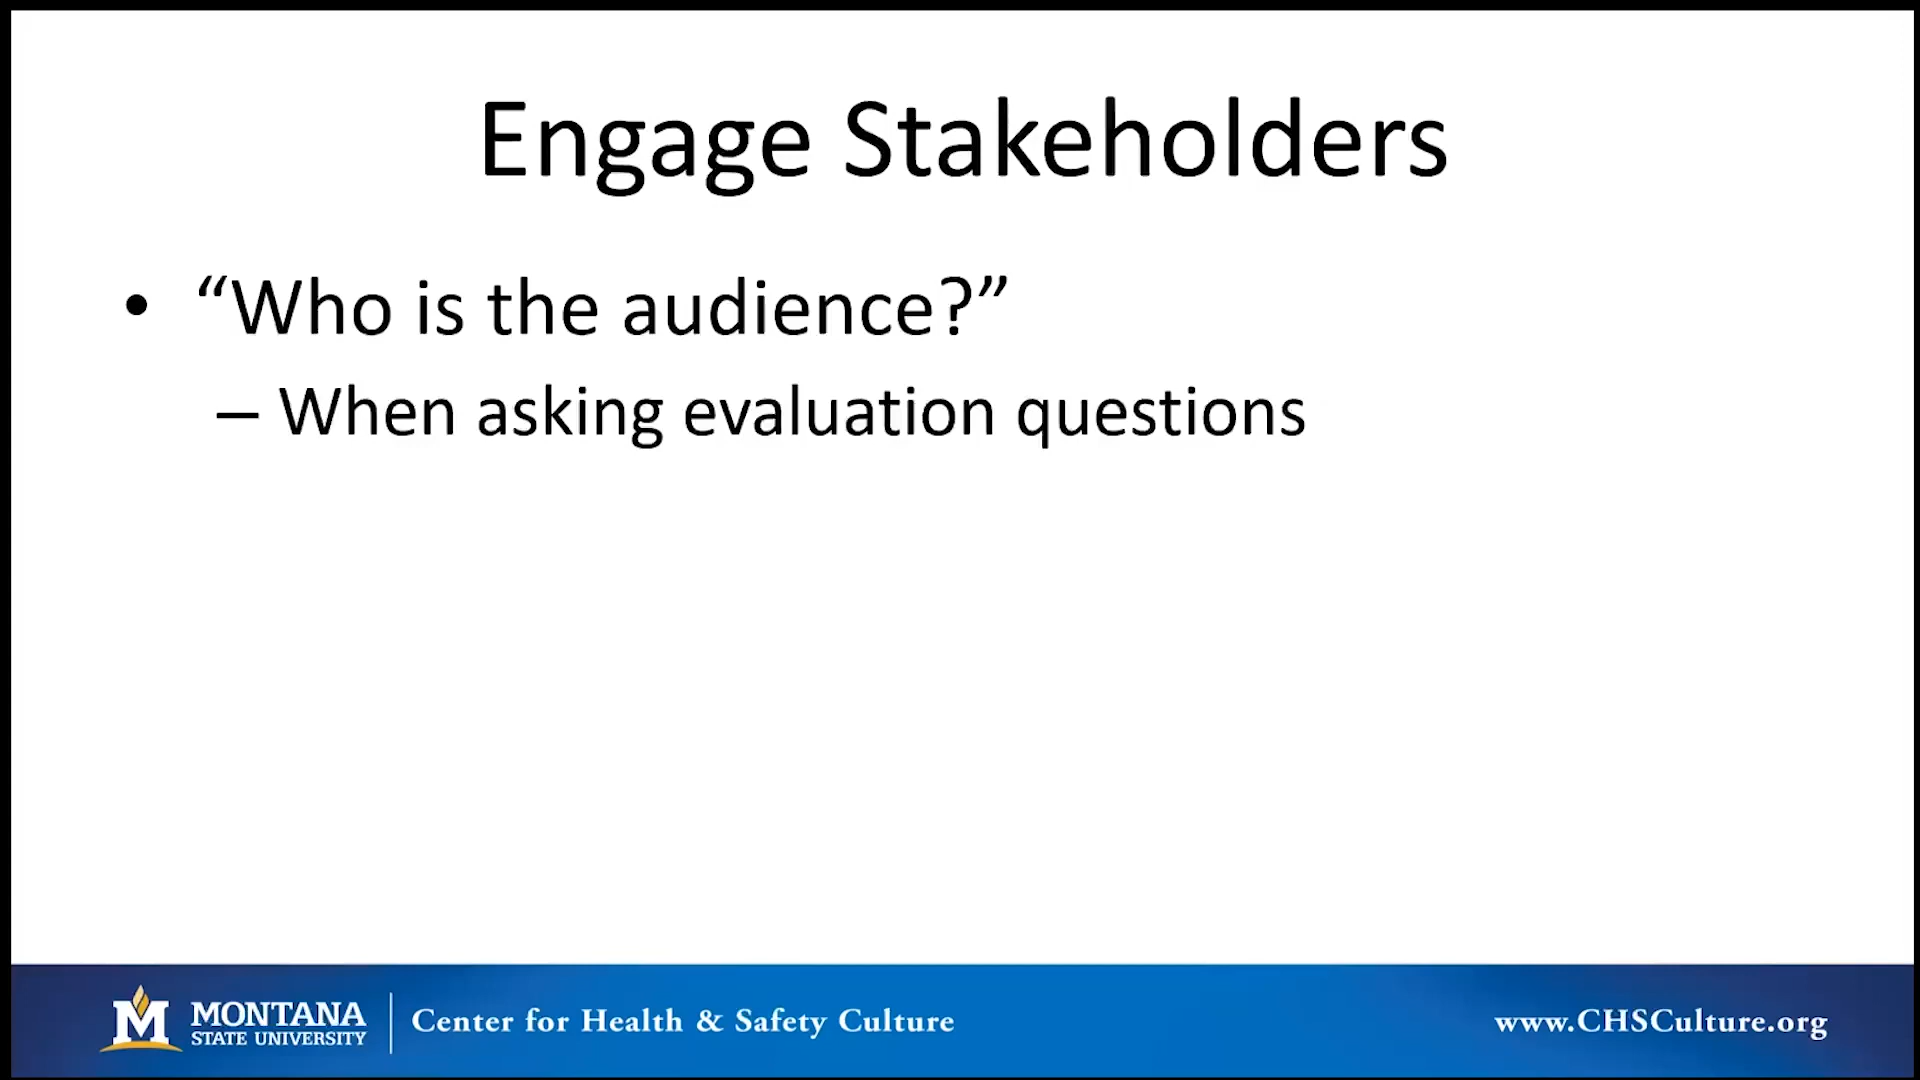 Engage Stakeholders
• “Who is the audience?”
– When asking evaluation questions
M MONTANA STATE UNIVERSITY
Center for Health & Safety Culture
www.CHSCulture.org